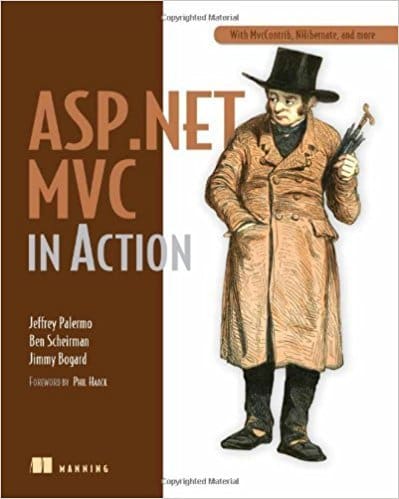 Copyrighted Material
With MvcContrib, NHibernate, and more
ASP.NET
MVC
IN ACTION
Jeffrey Palermo
Ben Scheirman
Jimmy Bogard
FOREWORD BY PHIL HAACK
MANNING
Copyrighted Material